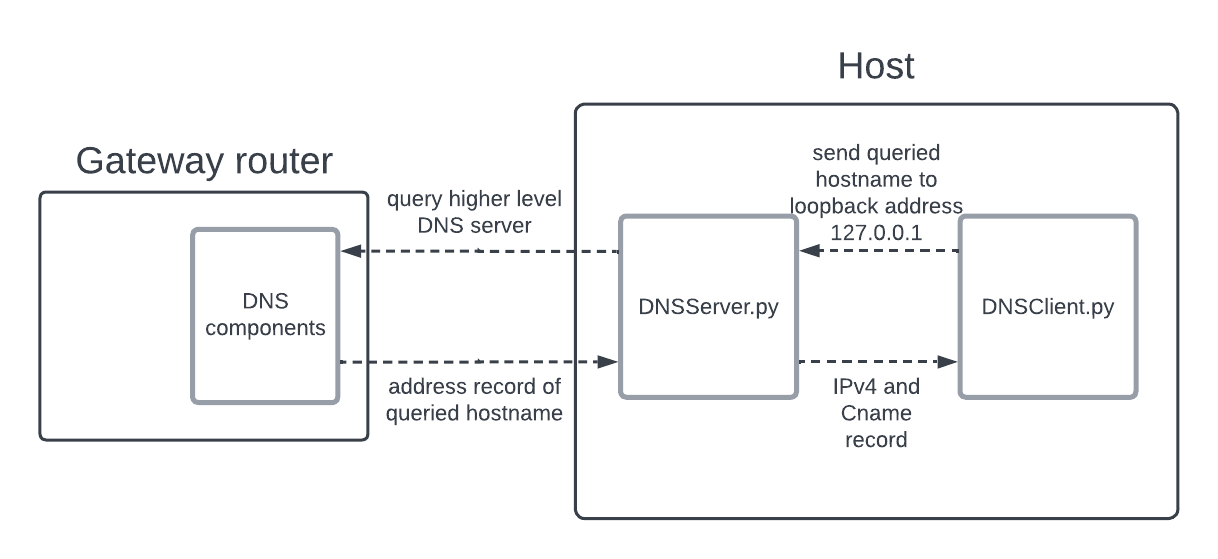 Host
Gateway router
send queried
hostname to
loopback address
127.0.0.1
query higher level
DNS server
DNS
components
DNSServer.py
DNSClient.py
address record of
queried hostname
IPv4 and
Cname
record